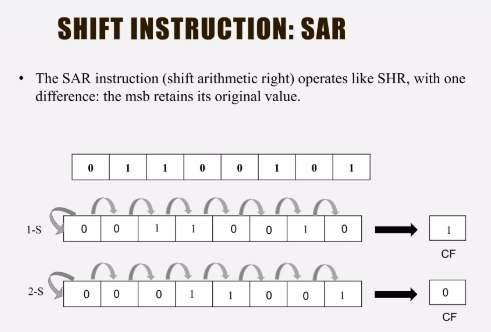 SHIFT INSTRUCTION: SAR
• The SAR instruction (shift arithmetic right) operates like SHR, with one
difference: the msb retains its original value.
0 1 1 0 0 1 0 1
1-S 0 0 1 1 0 0 1 0 1
CF
2-S 0 0 0 1 1 0 0 1 0
CF